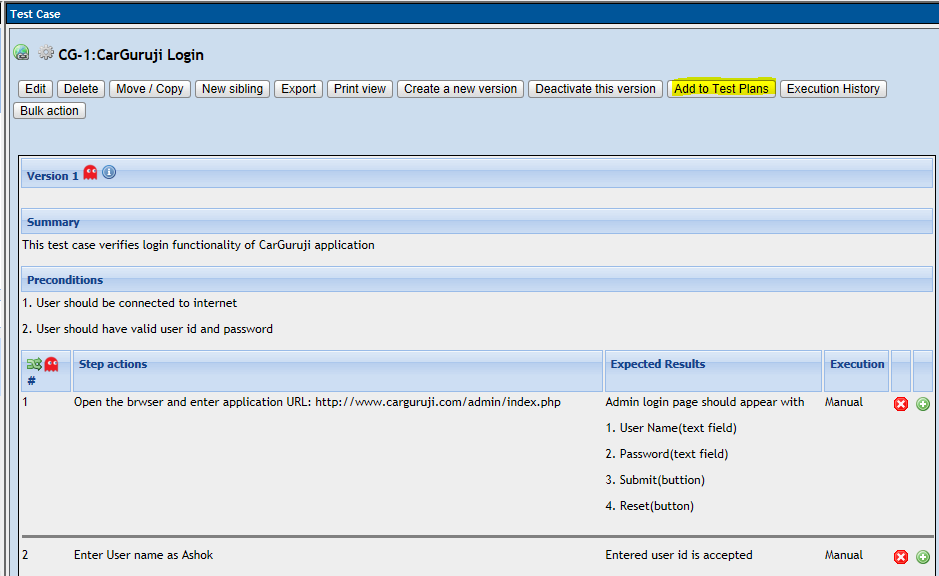 Test Case
CG-1:CarGuruji Login
Edit Delete Move / Copy New sibling Export Print view Create a new version Deactivate this version Add to Test Plans Execution History
Bulk action
Version 1
Summary
This test case verifies login functionality of CarGuruji application
Preconditions
1. User should be connected to internet
2. User should have valid user id and password
# Step actions Expected Results Execution
1 Open the brwser and enter application URL: http://www.carguruji.com/admin/index.php Admin login page should appear with Manual
1. User Name(text field)
2. Password(text field)
3. Submit(buttion)
4. Reset(button)
2 Enter User name as Ashok Entered user id is accepted Manual